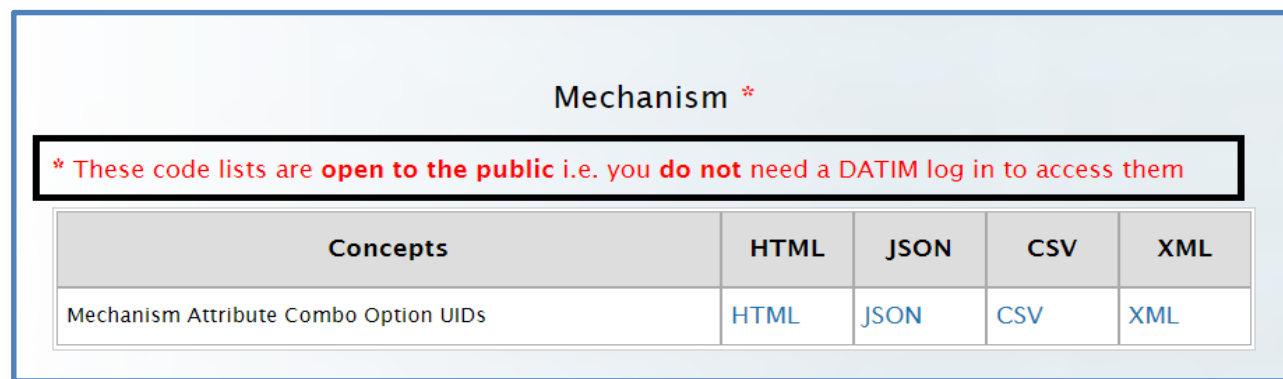 Mechanism *
* These code lists are open to the public i.e. you do not need a DATIM log in to access them
Concepts HTML JSON CSV XML
Mechanism Attribute Combo Option UIDs HTML JSON CSV XML